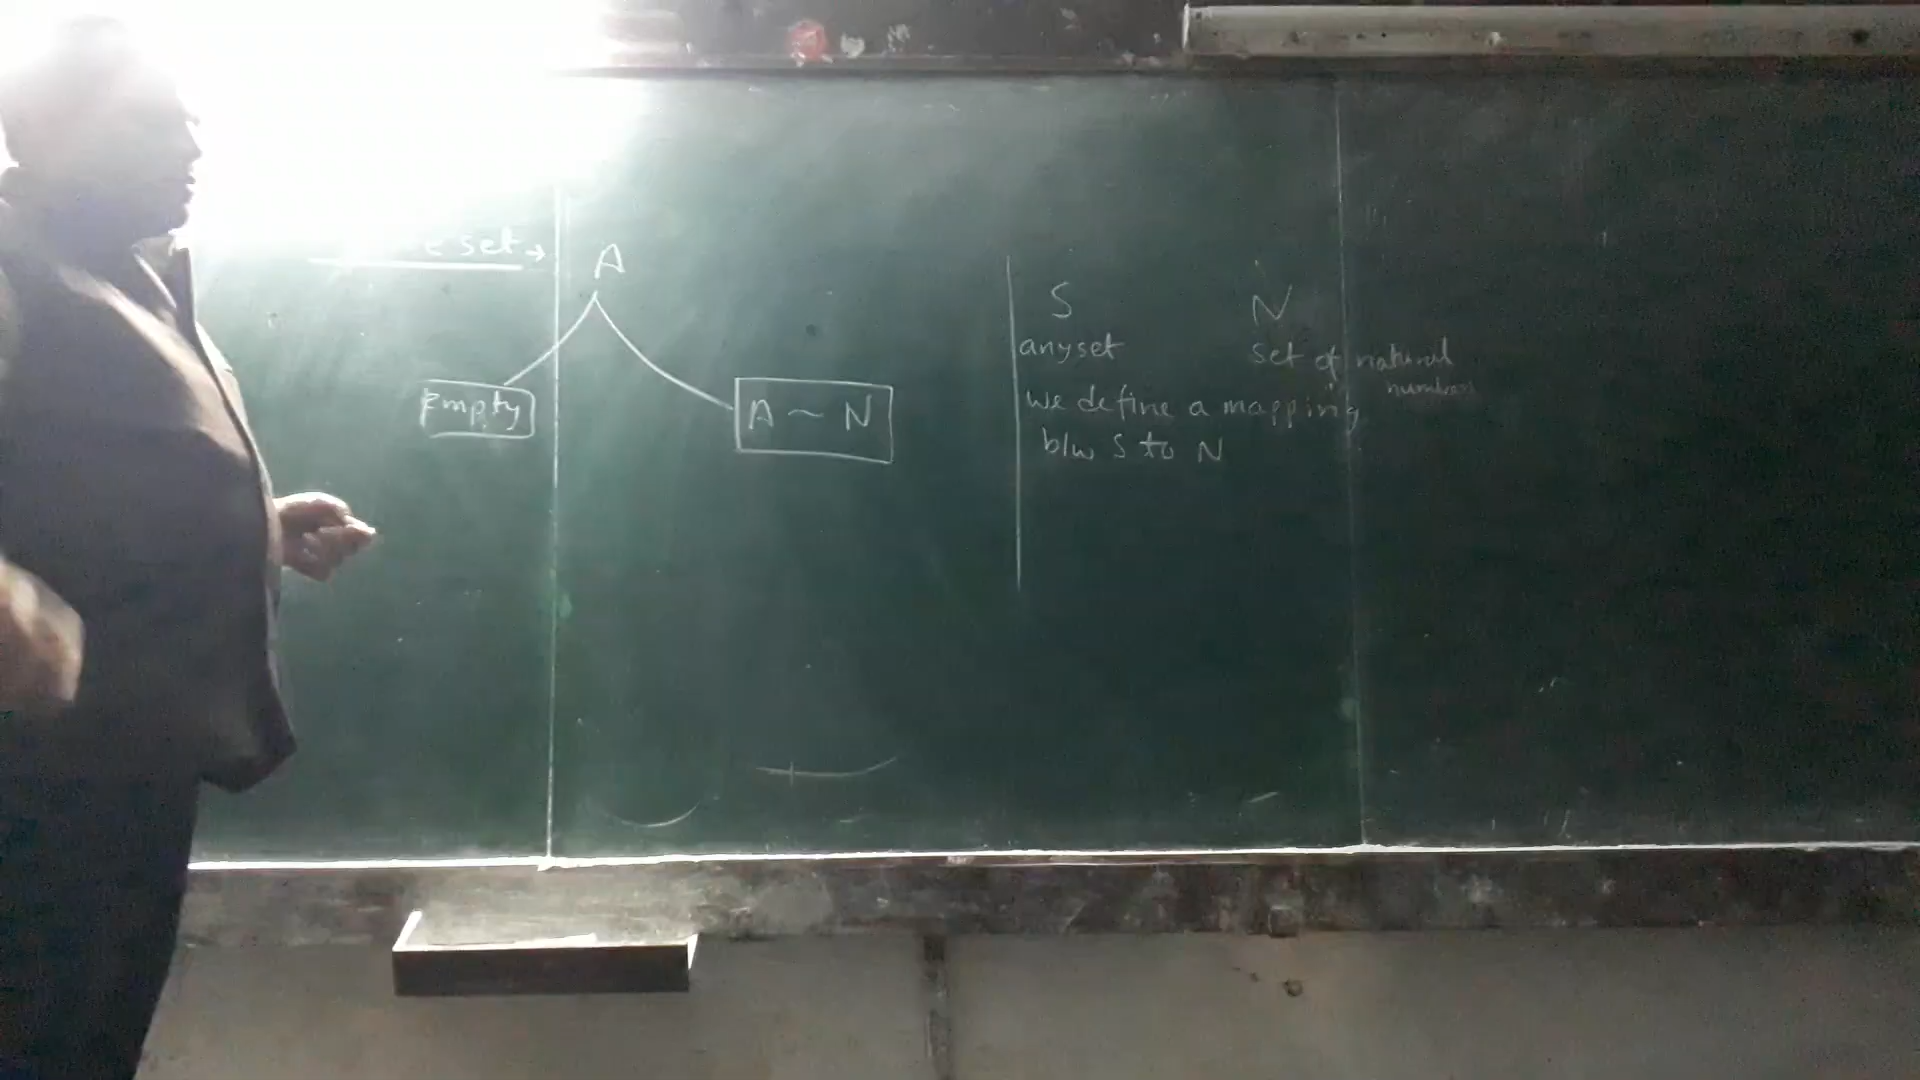 e set →
A
Empty
A ~ N
S
N
any set
set of natural
numbers
we define a mapping
b/w S to N